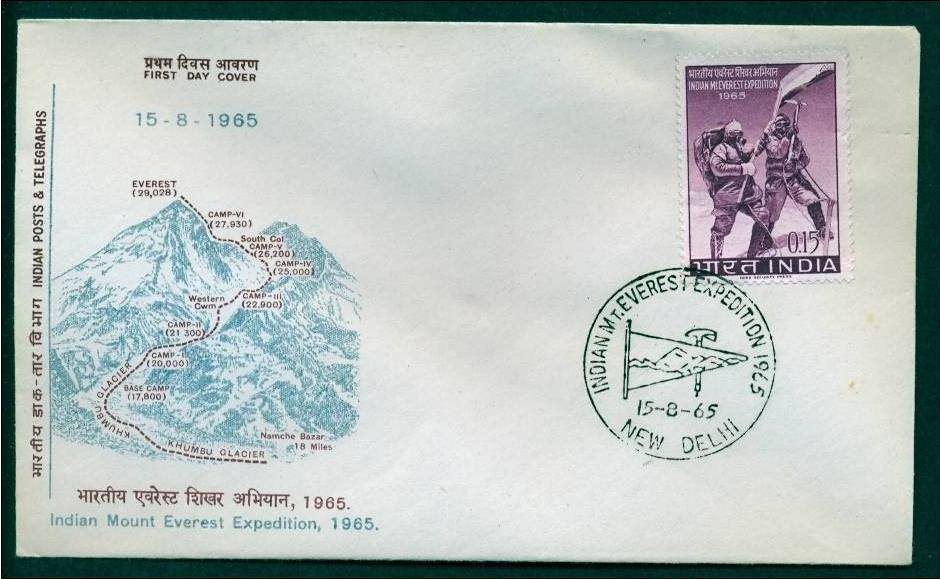 प्रथम दिवस आवरण
FIRST DAY COVER
15-8-1965
भारतीय डाक-तार विभाग INDIAN POSTS & TELEGRAPHS
EVEREST
(29,028)
CAMP-VI
(27,930)
South Col
CAMP-V
(26,200)
CAMP-IV
(25,000)
CAMP-III
(22,900)
Western
Cwm
CAMP-II
(21 300)
CAMP-I
(20,000)
BASE CAMP
(17,800)
KHUMBU GLACIER
KHUMBU
KHUMBU GLACIER
Namche Bazar
18 Miles
भारतीय एवरेस्ट शिखर अभियान, 1965.
Indian Mount Everest Expedition, 1965.
भारतीय एवरेस्ट शिखर अभियान
INDIAN MT. EVEREST EXPEDITION
1965
0.15
भारत INDIA
INDIAN MT. EVEREST EXPEDITION 1965
15-8-65
NEW DELHI